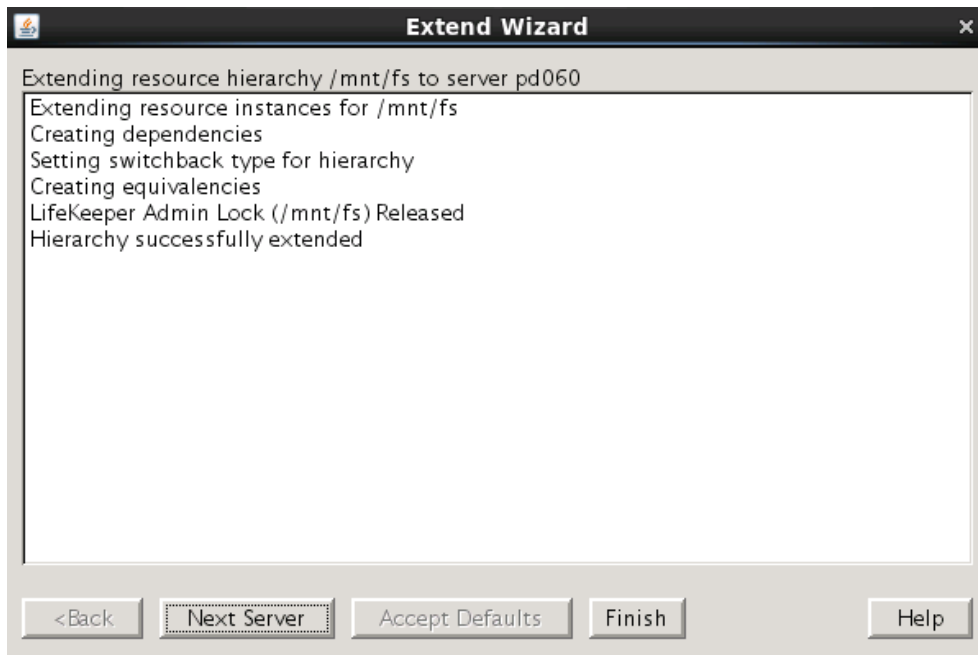 Extend Wizard
Extending resource hierarchy /mnt/fs to server pd060
Extending resource instances for /mnt/fs
Creating dependencies
Setting switchback type for hierarchy
Creating equivalencies
LifeKeeper Admin Lock (/mnt/fs) Released
Hierarchy successfully extended
<Back Next Server Accept Defaults Finish Help